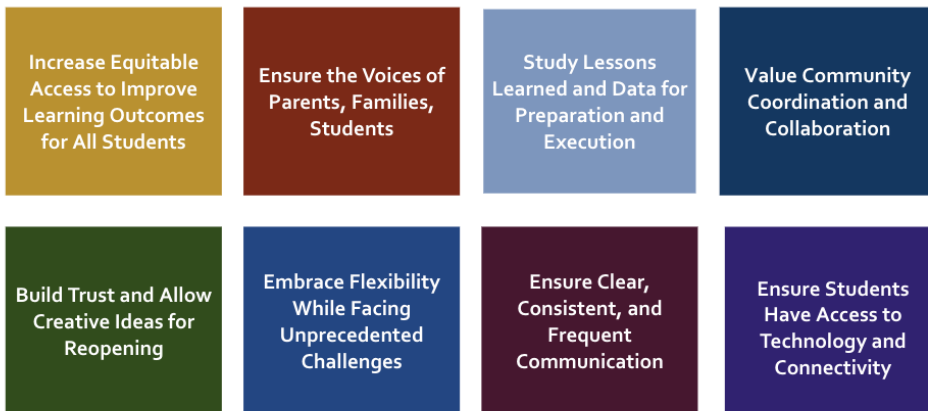 Increase Equitable
Access to Improve
Learning Outcomes
for All Students
Ensure the Voices of
Parents, Families,
Students
Study Lessons
Learned and Data for
Preparation and
Execution
Value Community
Coordination and
Collaboration
Build Trust and Allow
Creative Ideas for
Reopening
Embrace Flexibility
While Facing
Unprecedented
Challenges
Ensure Clear,
Consistent, and
Frequent
Communication
Ensure Students
Have Access to
Technology and
Connectivity